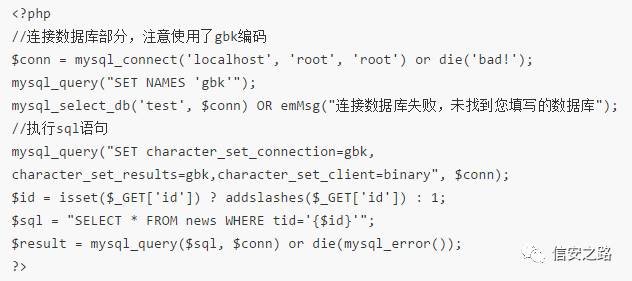 <?php
//连接数据库部分，注意使用了gbk编码
$conn = mysql_connect('localhost', 'root', 'root') or die('bad!');
mysql_query("SET NAMES 'gbk'");
mysql_select_db('test', $conn) OR emMsg("连接数据库失败，未找到您填写的数据库");
//执行sql语句
mysql_query("SET character_set_connection=gbk,
character_set_results=gbk,character_set_client=binary", $conn);
$id = isset($_GET['id']) ? addslashes($_GET['id']) : 1;
$sql = "SELECT * FROM news WHERE tid='{$id}'";
$result = mysql_query($sql, $conn) or die(mysql_error());
?>
信安之路